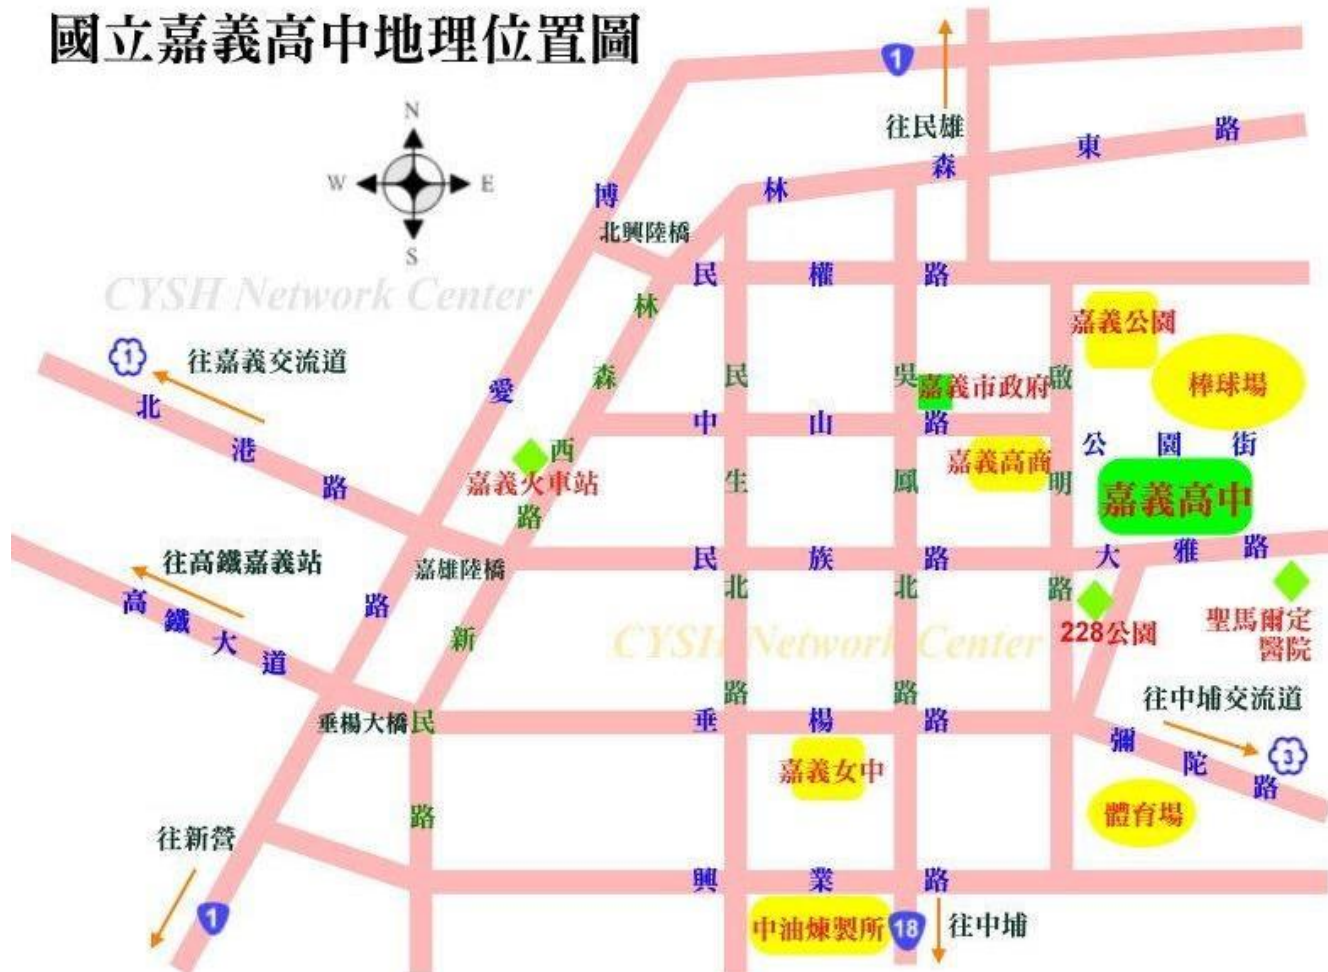 國立嘉義高中地理位置圖
1
往民雄
N
W
E
S
CYSH Network Center
林森東路
博愛路
北興陸橋
民權路
林森西路
嘉義公園
棒球場
1
往嘉義交流道
北港路
民生北路
吳鳳北路
啟明路
嘉義市政府
中山路
公園街
嘉義高商
嘉義高中
嘉義火車站
往高鐵嘉義站
嘉雄陸橋
民族路
大雅路
高鐵大道
228公園
聖馬爾定
醫院
新民路
CYSH Network Center
往中埔交流道
3
垂楊大橋
垂楊路
彌陀路
嘉義女中
體育場
往新營
1
興業路
中油煉製所
18
往中埔